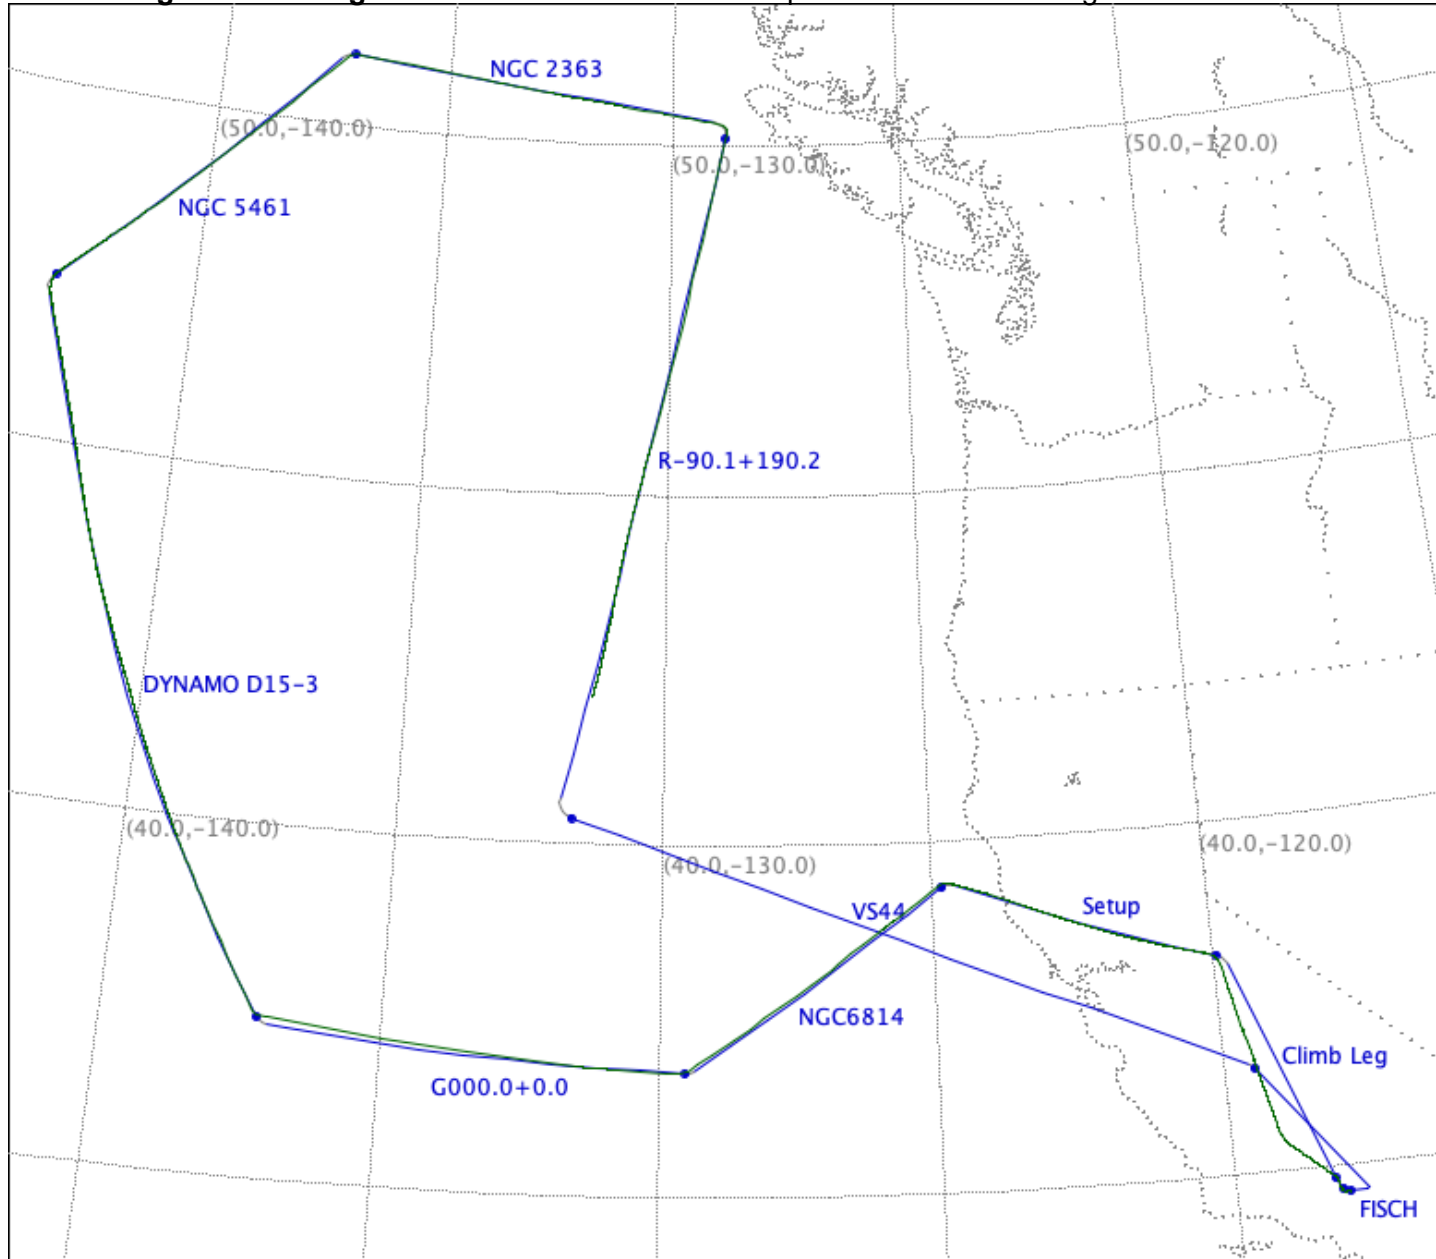 NGC 2363
(50.0,-140.0)
(50.0,-120.0)
(50.0,-130.0)
NGC 5461
R-90.1+190.2
DYNAMO D15-3
(40.0,-140.0)
(40.0,-120.0)
(40.0,-130.0)
VS44
Setup
NGC6814
Climb Leg
G000.0+0.0
FISCH